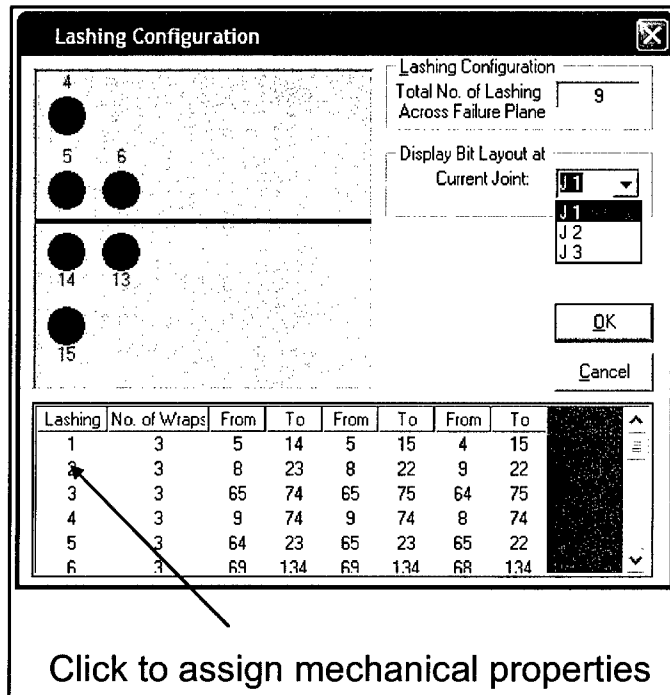 Lashing Configuration
4
5 6
14 13
15
Lashing Configuration
Total No. of Lashing
Across Failure Plane
9
Display Bit Layout at
Current Joint:
J 1
J 1
J 2
J 3
OK
Cancel
Lashing No. of Wraps From To From To From To
1 3 5 14 5 15 4 15
2 3 8 23 8 22 9 22
3 3 65 74 65 75 64 75
4 3 9 74 9 74 8 74
5 3 64 23 65 23 65 22
6 3 69 134 69 134 68 134
Click to assign mechanical properties